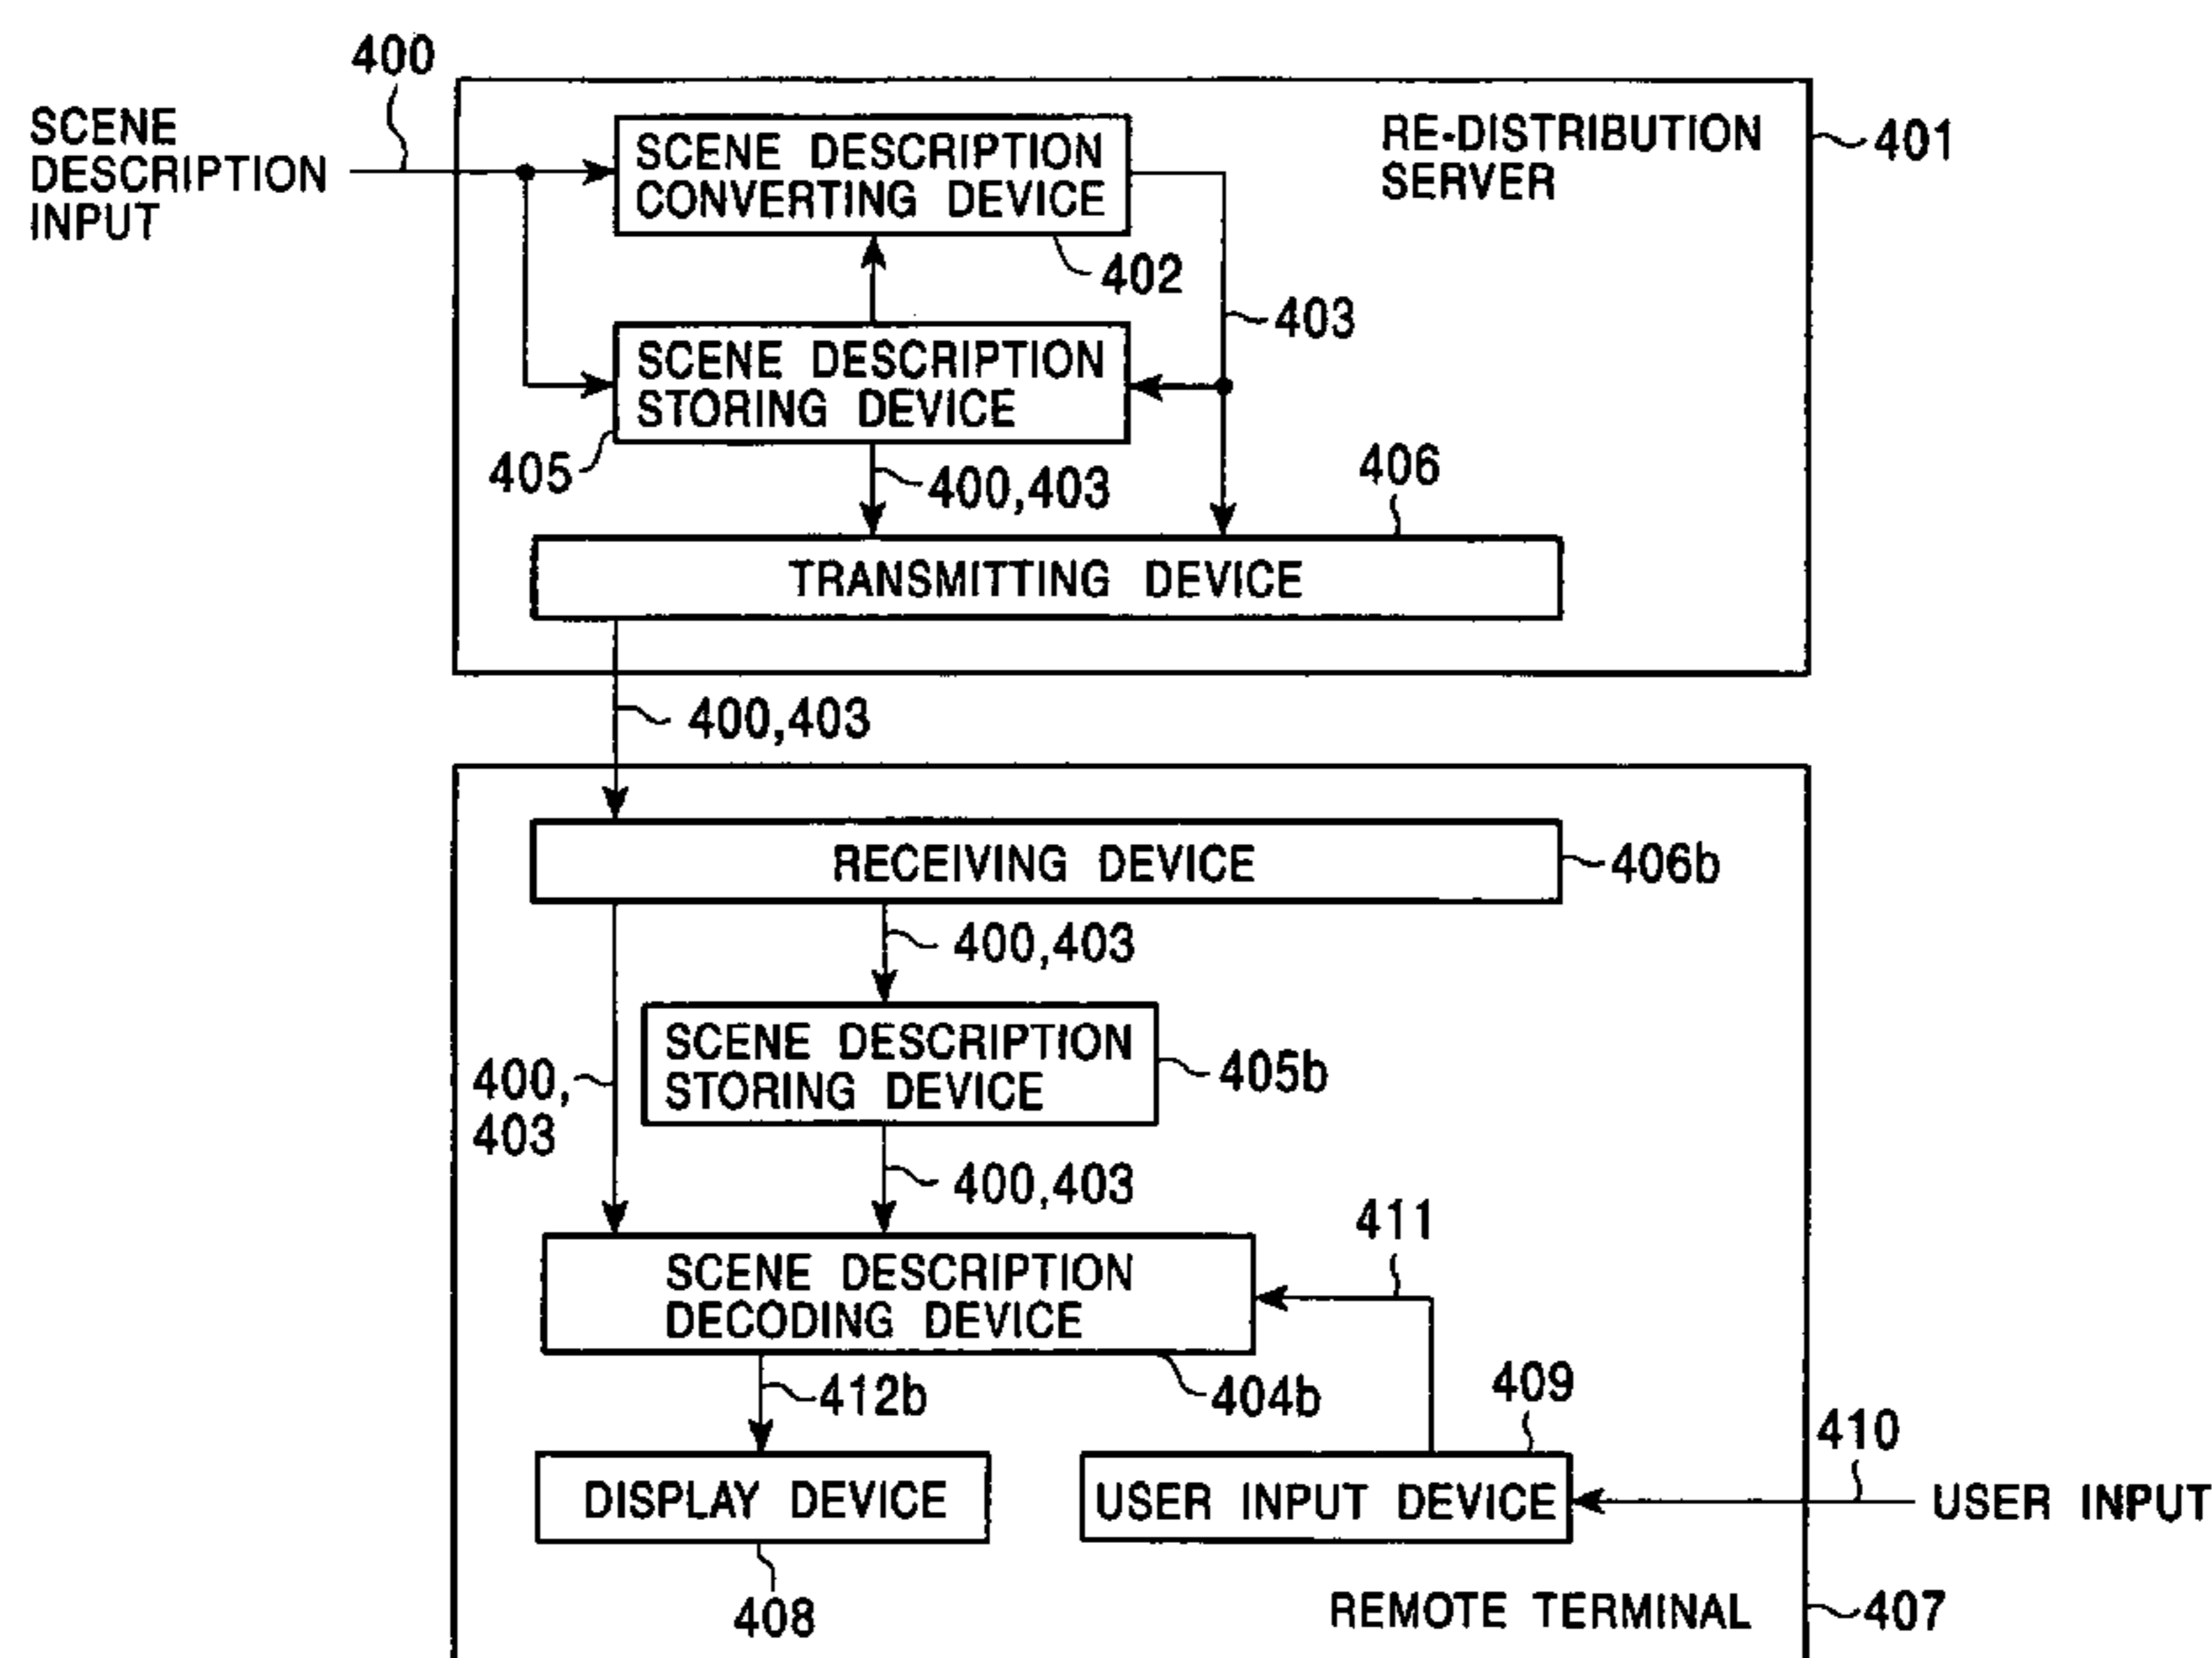 400
SCENE
DESCRIPTION
INPUT
SCENE DESCRIPTION
CONVERTING DEVICE
RE-DISTRIBUTION
SERVER
401
402
403
SCENE DESCRIPTION
STORING DEVICE
405
400,403
406
TRANSMITTING DEVICE
400,403
RECEIVING DEVICE
406b
400,403
SCENE DESCRIPTION
STORING DEVICE
405b
400,
403
400,403
411
SCENE DESCRIPTION
DECODING DEVICE
412b
404b
409
410
DISPLAY DEVICE
USER INPUT DEVICE
USER INPUT
408
REMOTE TERMINAL
407